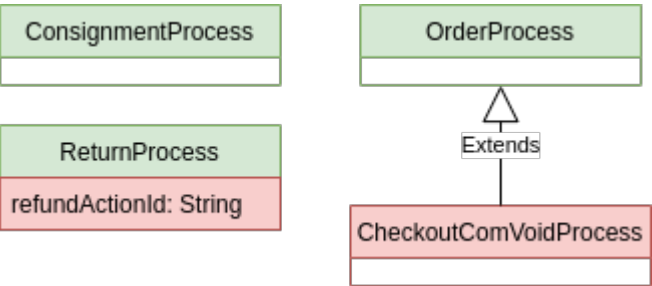 ConsignmentProcess
OrderProcess
ReturnProcess
refundActionId: String
Extends
CheckoutComVoidProcess